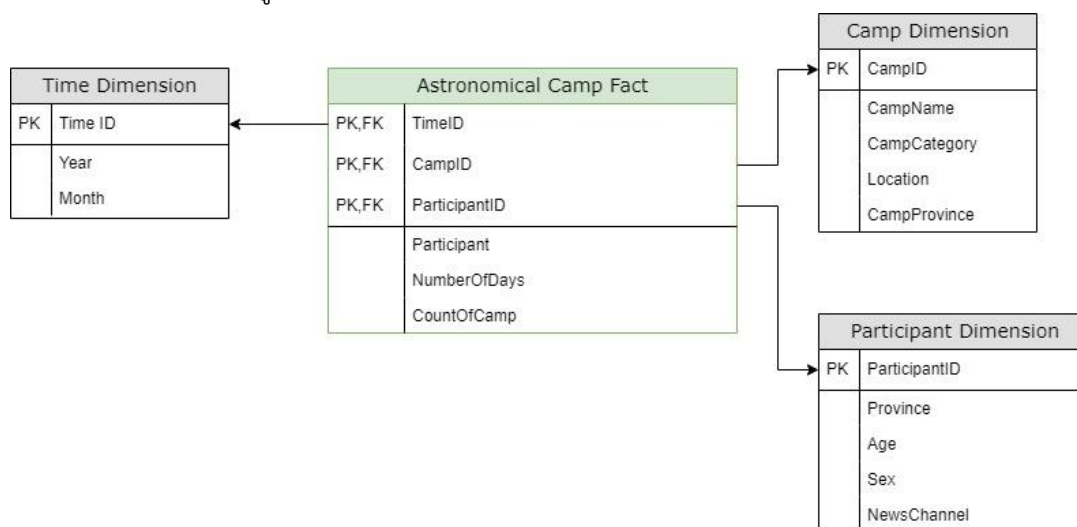 Time Dimension
PK Time ID
Year
Month
Astronomical Camp Fact
PK,FK TimeID
PK,FK CampID
PK,FK ParticipantID
Participant
NumberOfDays
CountOfCamp
Camp Dimension
PK CampID
CampName
CampCategory
Location
CampProvince
Participant Dimension
PK ParticipantID
Province
Age
Sex
NewsChannel